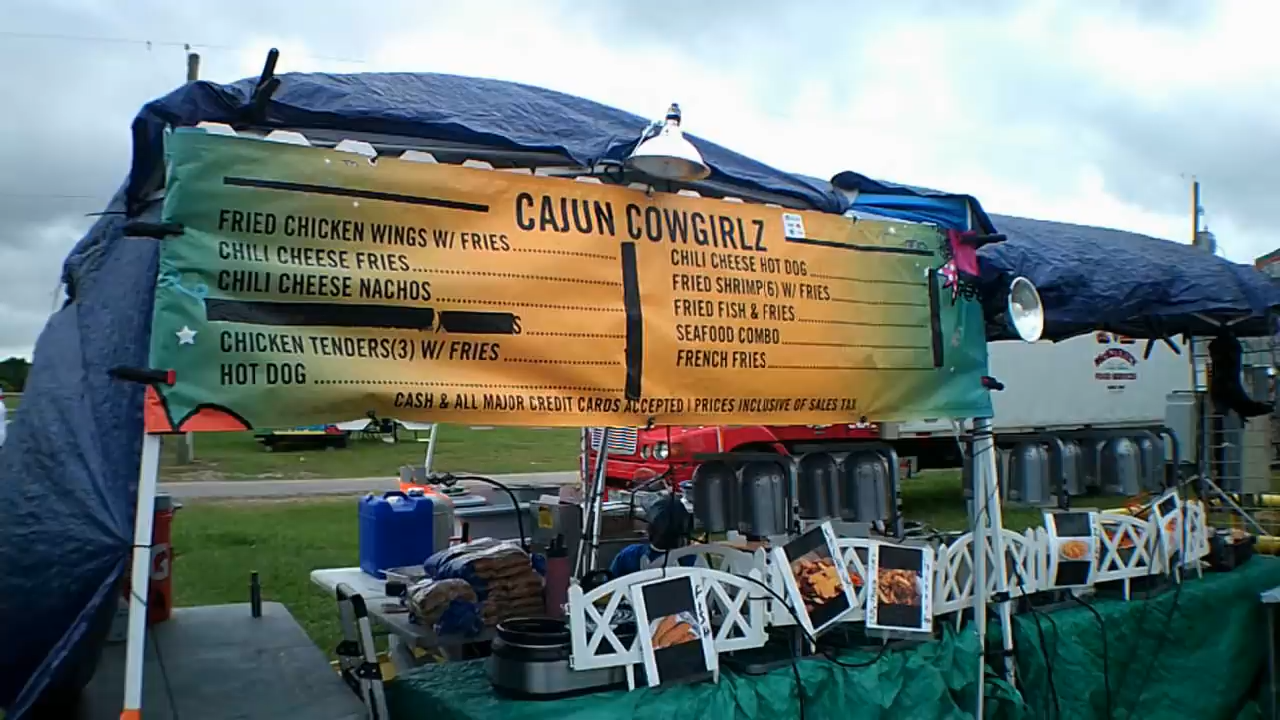 CAJUN COWGIRLZ
FRIED CHICKEN WINGS W/ FRIES
CHILI CHEESE FRIES
CHILI CHEESE NACHOS
S
CHICKEN TENDERS(3) W/ FRIES
HOT DOG
CHILI CHEESE HOT DOG
FRIED SHRIMP(6) W/ FRIES
FRIED FISH & FRIES
SEAFOOD COMBO
FRENCH FRIES
CASH & ALL MAJOR CREDIT CARDS ACCEPTED | PRICES INCLUSIVE OF SALES TAX
G